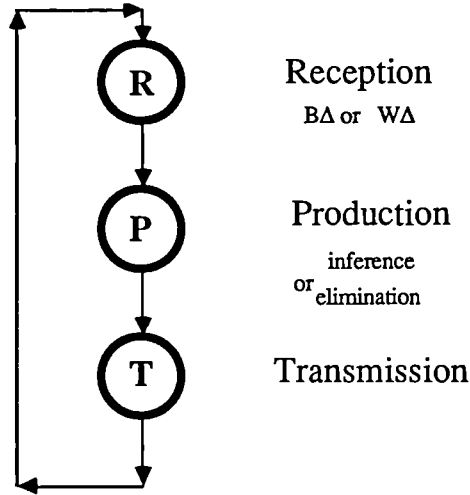 R Reception
BΔ or WΔ
P Production
inference
or elimination
T Transmission